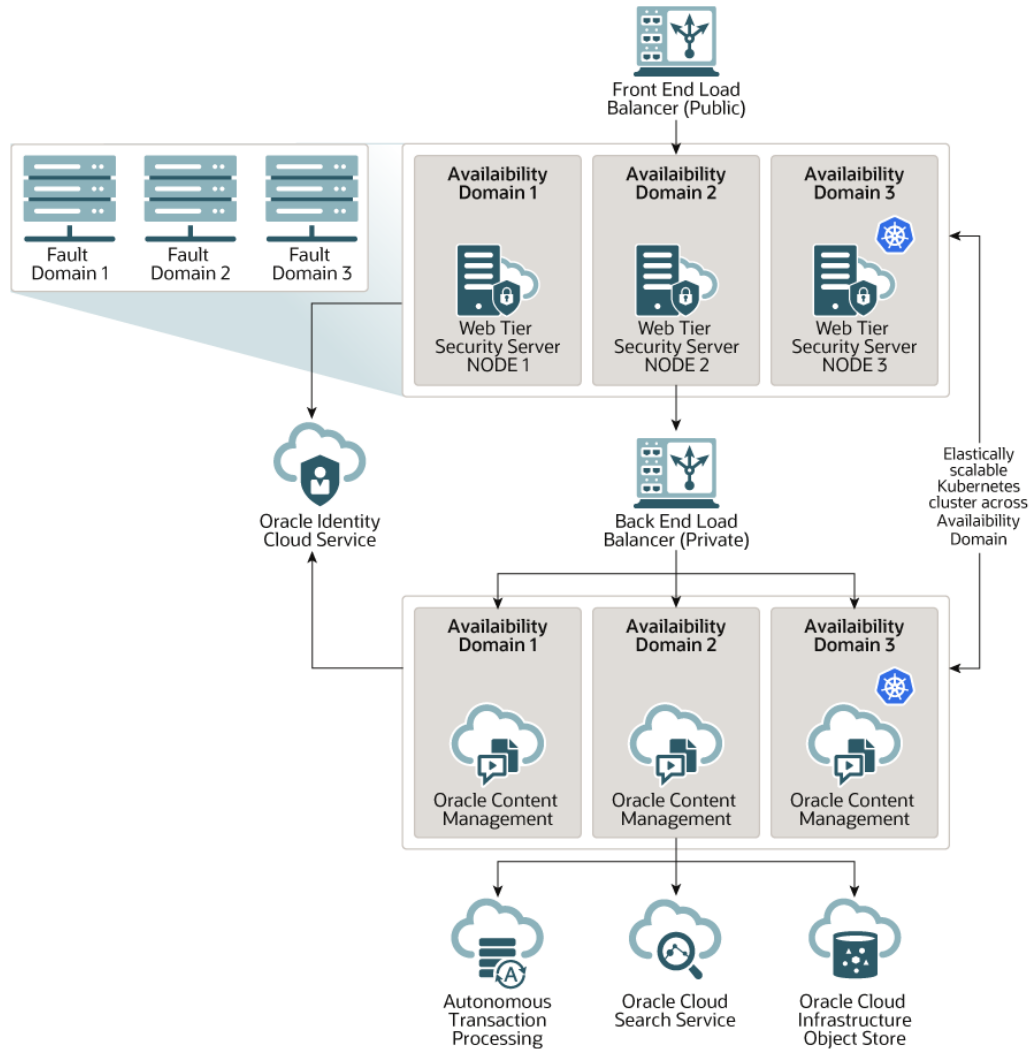 Front End Load
Balancer (Public)
Fault
Domain 1
Fault
Domain 2
Fault
Domain 3
Availaibility
Domain 1
Availaibility
Domain 2
Availaibility
Domain 3
Web Tier
Security Server
NODE 1
Web Tier
Security Server
NODE 2
Web Tier
Security Server
NODE 3
Oracle Identity
Cloud Service
Back End Load
Balancer (Private)
Elastically
scalable
Kubernetes
cluster across
Availaibility
Domain
Availaibility
Domain 1
Availaibility
Domain 2
Availaibility
Domain 3
Oracle Content
Management
Oracle Content
Management
Oracle Content
Management
A
Autonomous
Transaction
Processing
Oracle Cloud
Search Service
Oracle Cloud
Infrastructure
Object Store